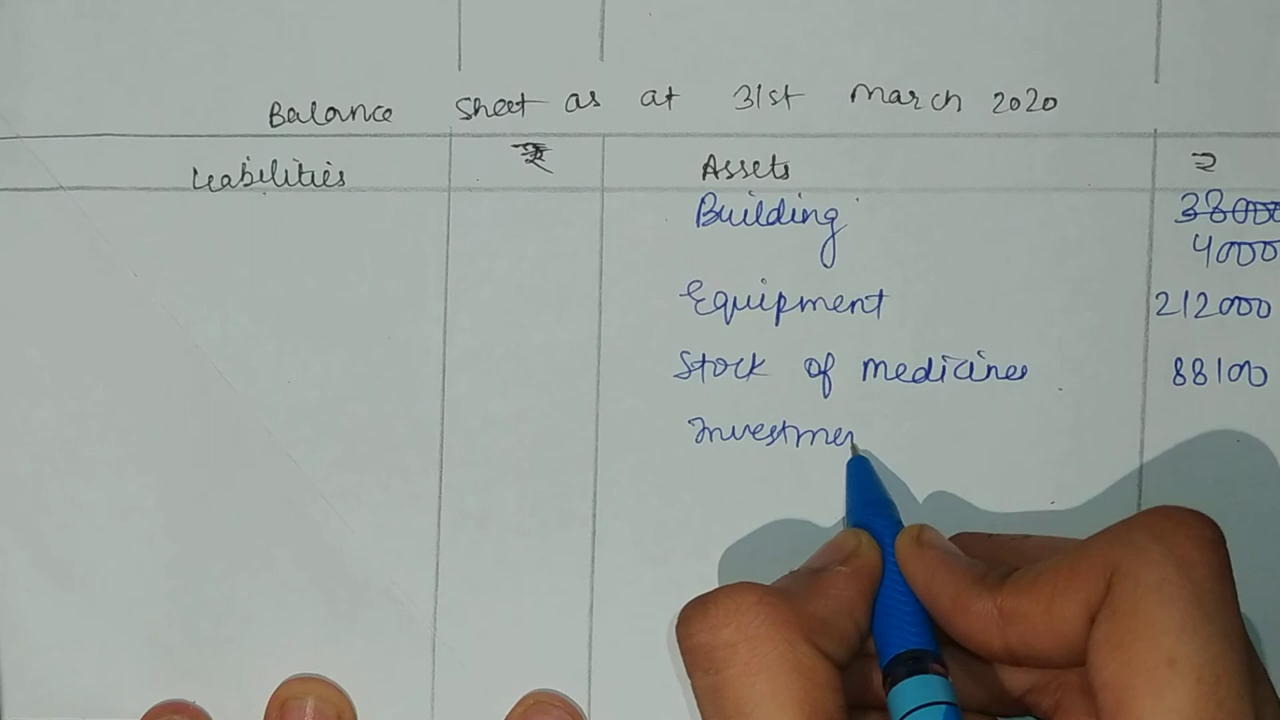 Balance Sheet as at 31st March 2020
Liabilities ₹ Assets ₹
Building 38000
4000
Equipment 212000
Stock of medicines 88100
Investmen